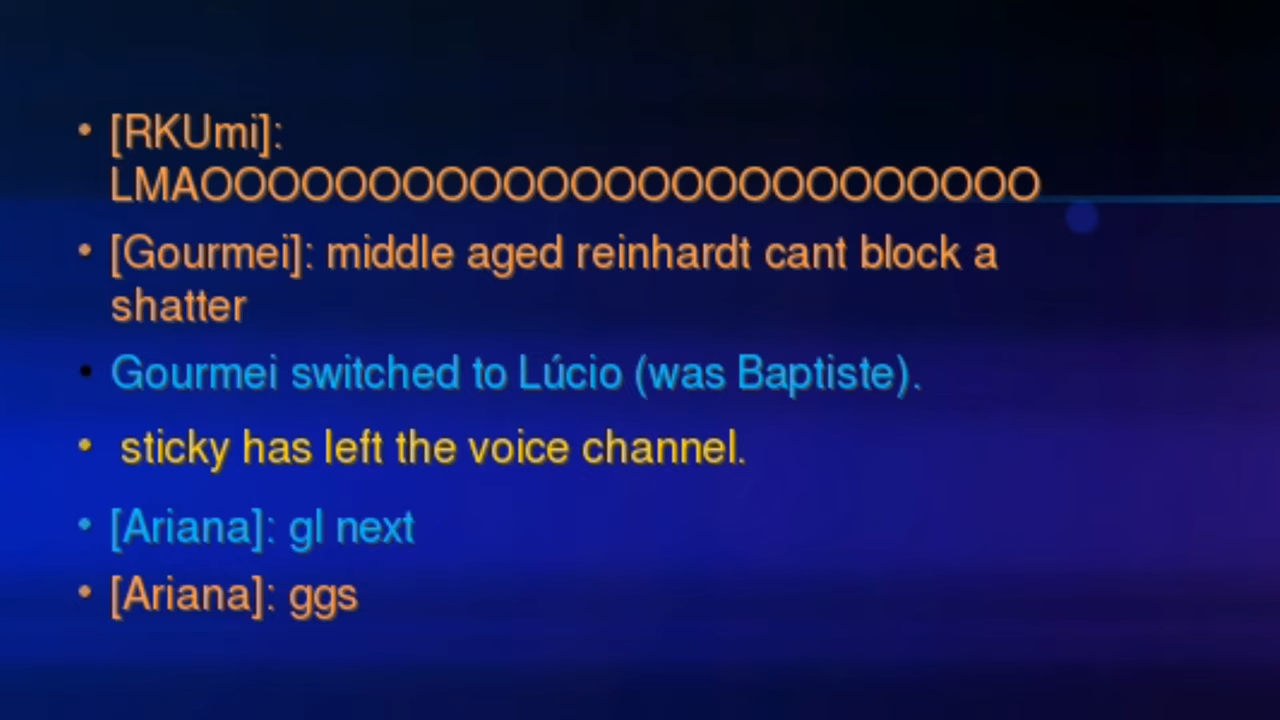 • [RKUmi]:
LMAOOOOOOOOOOOOOOOOOOOOOOOOO
• [Gourmei]: middle aged reinhardt cant block a
shatter
• Gourmei switched to Lúcio (was Baptiste).
• sticky has left the voice channel.
• [Ariana]: gl next
• [Ariana]: ggs